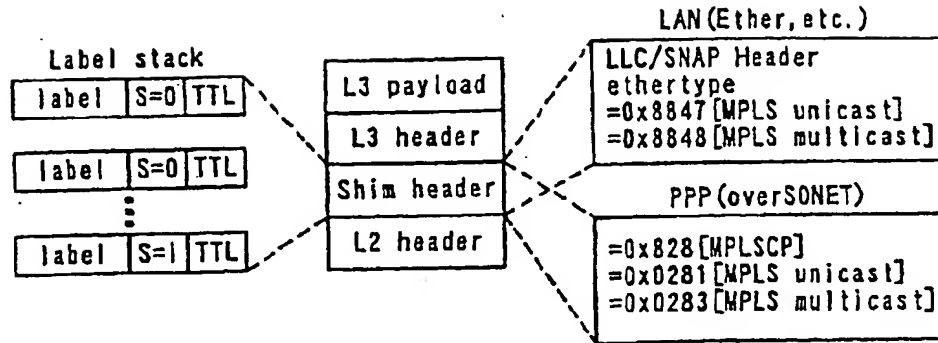 Label stack
label S=0 TTL
label S=0 TTL
label S=1 TTL
L3 payload
L3 header
Shim header
L2 header
LAN(Ether,etc.)
LLC/SNAP Header
ethertype
=0x8847[MPLS unicast]
=0x8848[MPLS multicast]
PPP(overSONET)
=0x828[MPLSCP]
=0x0281[MPLS unicast]
=0x0283[MPLS multicast]